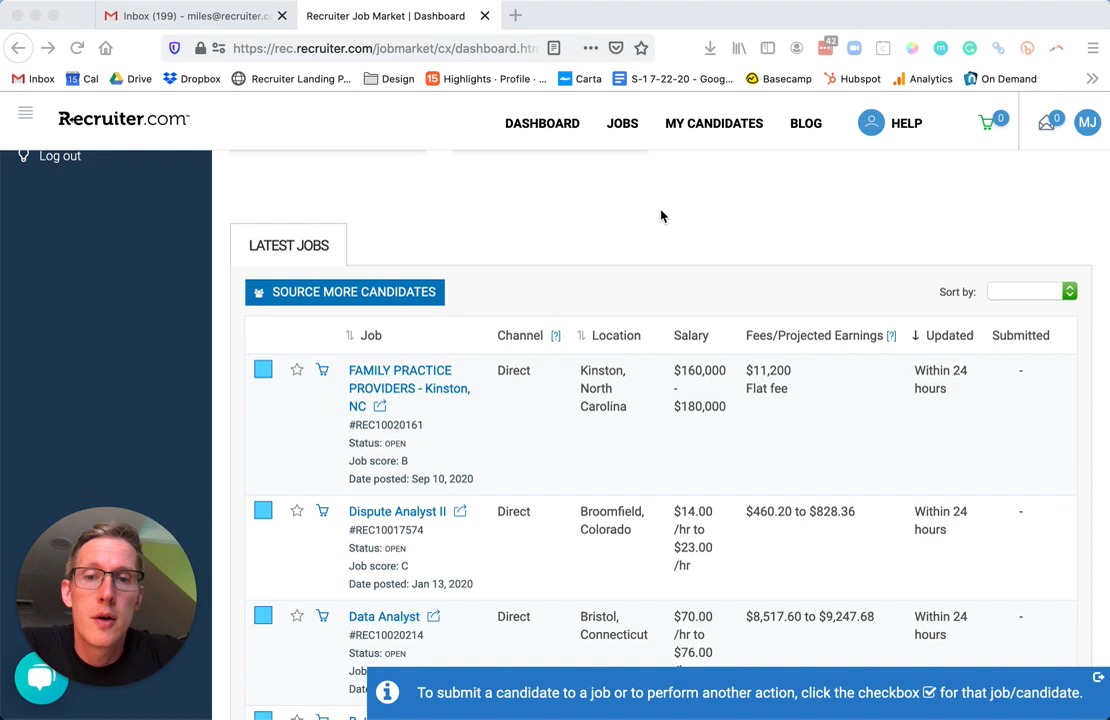 Inbox (199) - miles@recruiter.c
Recruiter Job Market | Dashboard
https://rec.recruiter.com/jobmarket/cx/dashboard.htm
42
Inbox
15 Cal
Drive
Dropbox
Recruiter Landing P...
Design
15 Highlights · Profile · ...
Carta
S-1 7-22-20 - Goog...
Basecamp
Hubspot
Analytics
On Demand
Recruiter.com
DASHBOARD
JOBS
MY CANDIDATES
BLOG
HELP
0
0
MJ
Log out
LATEST JOBS
SOURCE MORE CANDIDATES
Sort by:
Job
Channel [?]
Location
Salary
Fees/Projected Earnings [?]
Updated
Submitted
FAMILY PRACTICE
PROVIDERS - Kinston,
NC
#REC10020161
Status: OPEN
Job score: B
Date posted: Sep 10, 2020
Direct
Kinston,
North
Carolina
$160,000
-
$180,000
$11,200
Flat fee
Within 24
hours
-
Dispute Analyst II
#REC10017574
Status: OPEN
Job score: C
Date posted: Jan 13, 2020
Direct
Broomfield,
Colorado
$14.00
/hr to
$23.00
/hr
$460.20 to $828.36
Within 24
hours
-
Data Analyst
#REC10020214
Status: OPEN
Direct
Bristol,
Connecticut
$70.00
/hr to
$76.00
$8,517.60 to $9,247.68
Within 24
hours
-
To submit a candidate to a job or to perform another action, click the checkbox for that job/candidate.